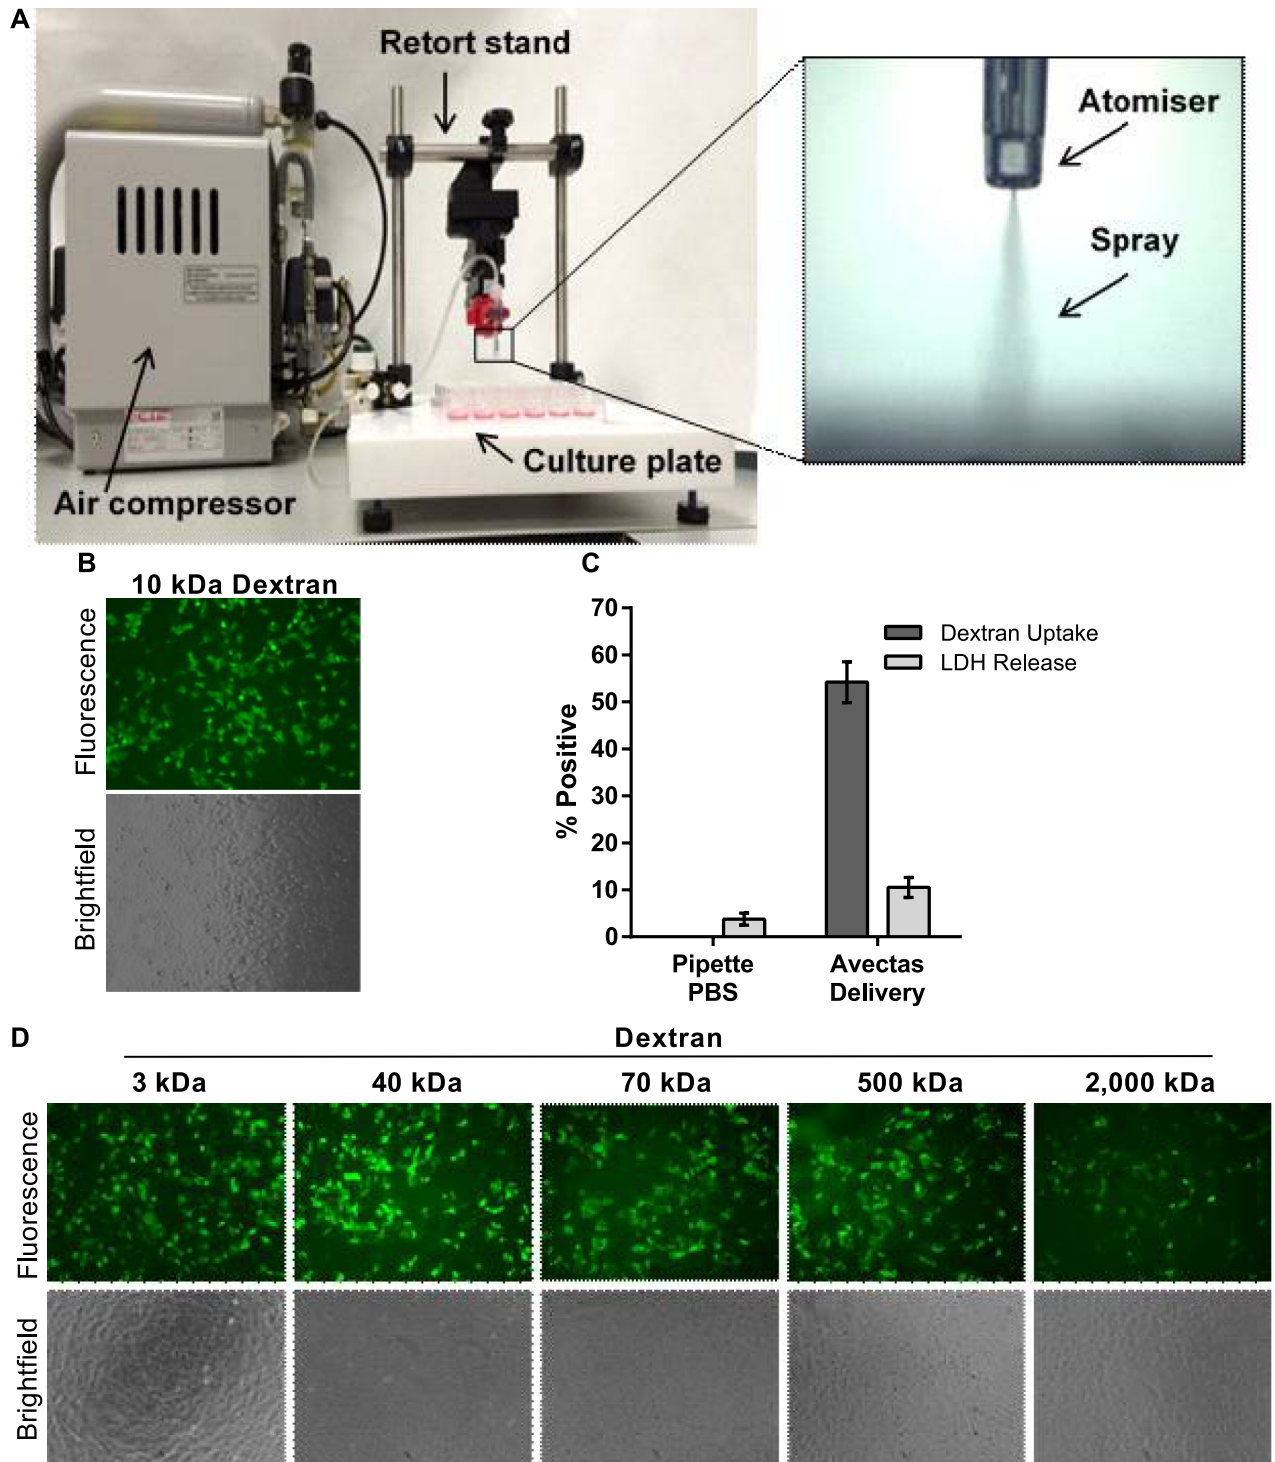 A
Retort stand
Atomiser
Spray
Culture plate
Air compressor
B
10 kDa Dextran
Fluorescence
Brightfield
C
70
60
50
40
30
20
10
0
% Positive
Dextran Uptake
LDH Release
Pipette
PBS
Avectas
Delivery
D
Dextran
3 kDa
40 kDa
70 kDa
500 kDa
2,000 kDa
Fluorescence
Brightfield